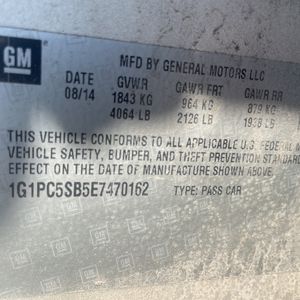 GM
MFD BY GENERAL MOTORS LLC
DATE GVWR GAWR FRT GAWR RR
08/14 1843 KG 964 KG 879 KG
4064 LB 2126 LB 1938 LB
THIS VEHICLE CONFORMS TO ALL APPLICABLE U.S. FEDERAL M
VEHICLE SAFETY, BUMPER, AND THEFT PREVENTION STANDARD
EFFECT ON THE DATE OF MANUFACTURE SHOWN ABOVE.
1G1PC5SB5E7470162 TYPE: PASS CAR